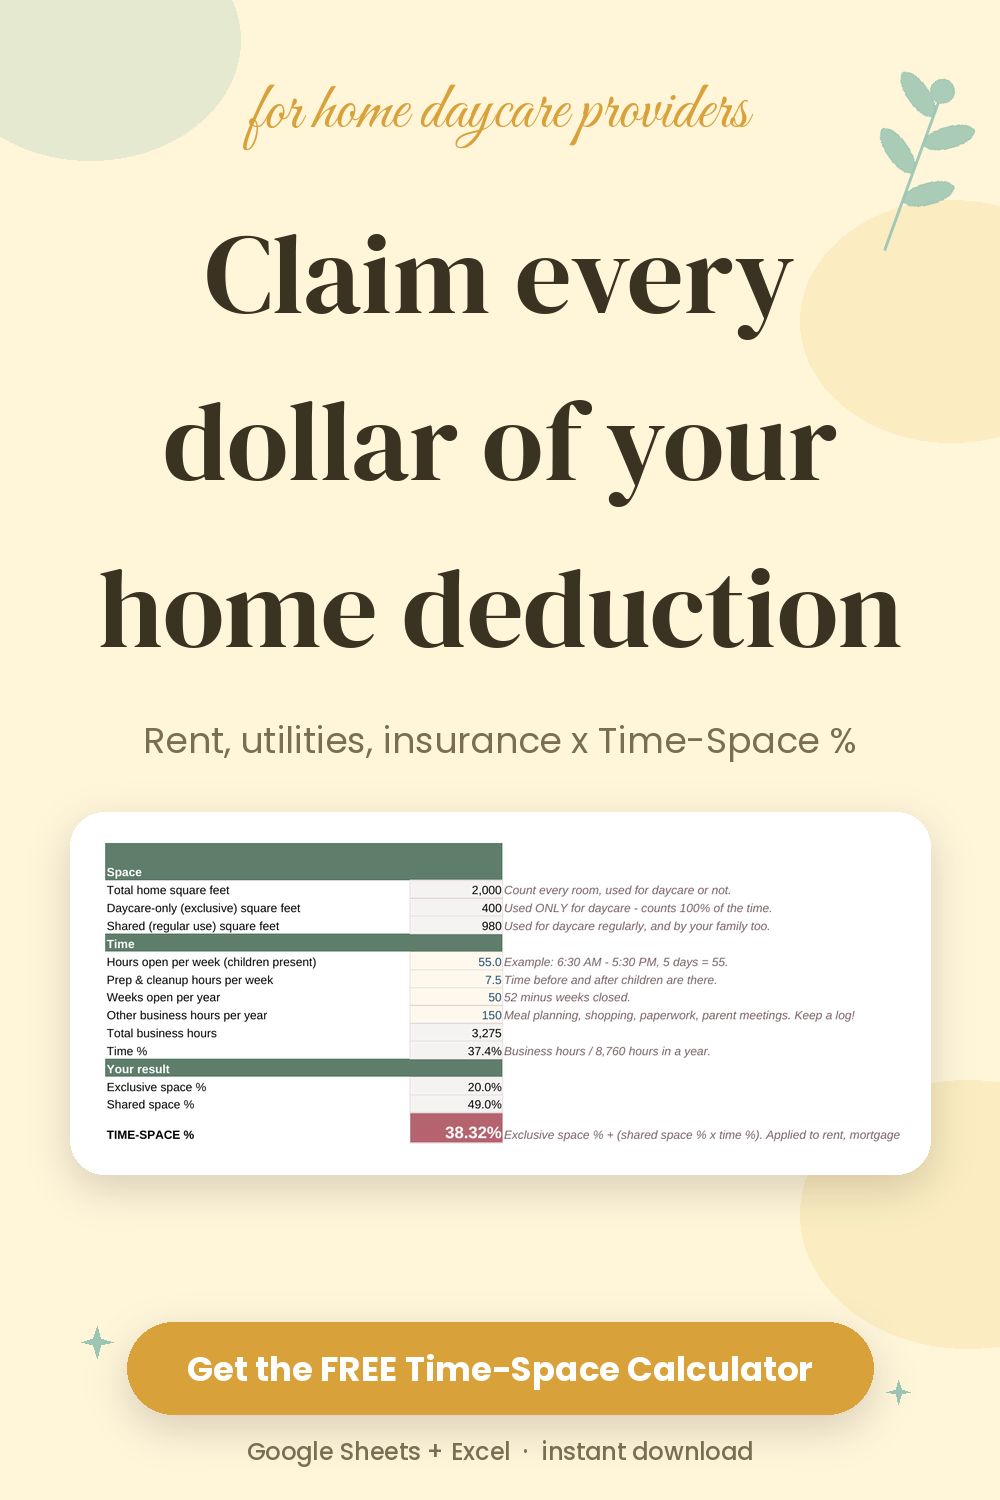 for home daycare providers
Claim every
dollar of your
home deduction
Rent, utilities, insurance x Time-Space %
Space
Total home square feet 2,000 Count every room, used for daycare or not.
Daycare-only (exclusive) square feet 400 Used ONLY for daycare - counts 100% of the time.
Shared (regular use) square feet 980 Used for daycare regularly, and by your family too.
Time
Hours open per week (children present) 55.0 Example: 6:30 AM - 5:30 PM, 5 days = 55.
Prep & cleanup hours per week 7.5 Time before and after children are there.
Weeks open per year 50 52 minus weeks closed.
Other business hours per year 150 Meal planning, shopping, paperwork, parent meetings. Keep a log!
Total business hours 3,275
Time % 37.4% Business hours / 8,760 hours in a year.
Your result
Exclusive space % 20.0%
Shared space % 49.0%
TIME-SPACE % 38.32% Exclusive space % + (shared space % x time %). Applied to rent, mortgage
Get the FREE Time-Space Calculator
Google Sheets + Excel · instant download